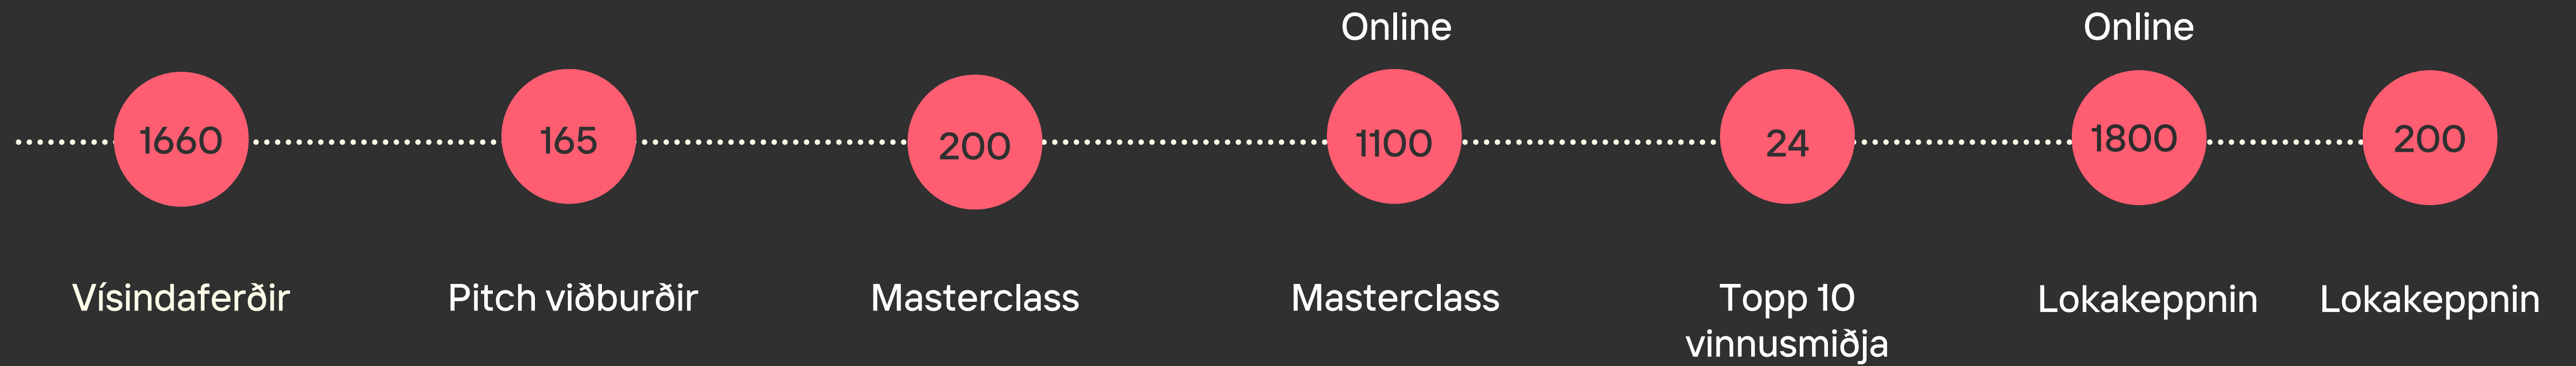 Online
Online
1660
165
200
1100
24
1800
200
Vísindaferðir
Pitch viðburðir
Masterclass
Masterclass
Topp 10
vinnusmiðja
Lokakeppnin
Lokakeppnin